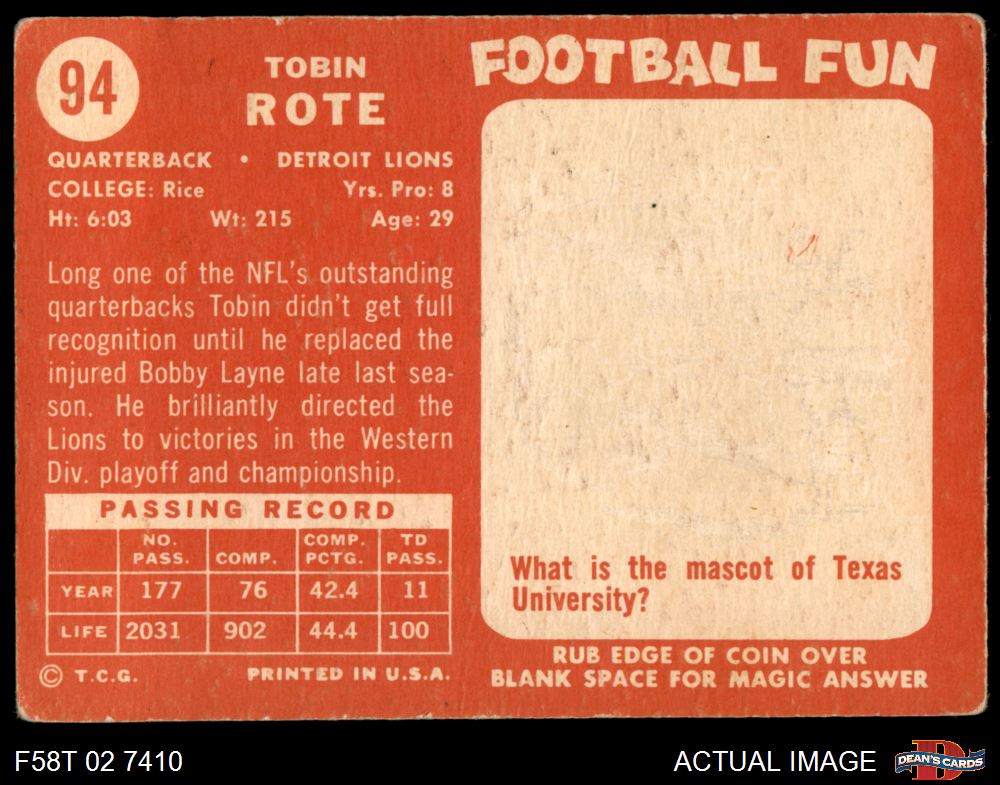 94
TOBIN
ROTE
QUARTERBACK • DETROIT LIONS
COLLEGE: Rice Yrs. Pro: 8
Ht: 6:03 Wt: 215 Age: 29
Long one of the NFL's outstanding
quarterbacks Tobin didn't get full
recognition until he replaced the
injured Bobby Layne late last sea-
son. He brilliantly directed the
Lions to victories in the Western
Div. playoff and championship.
PASSING RECORD
NO. PASS. COMP. COMP. PCTG. TD PASS.
YEAR 177 76 42.4 11
LIFE 2031 902 44.4 100
© T.C.G. PRINTED IN U.S.A.
FOOTBALL FUN
What is the mascot of Texas
University?
RUB EDGE OF COIN OVER
BLANK SPACE FOR MAGIC ANSWER
F58T 02 7410
ACTUAL IMAGE
D
DEAN'S CARDS